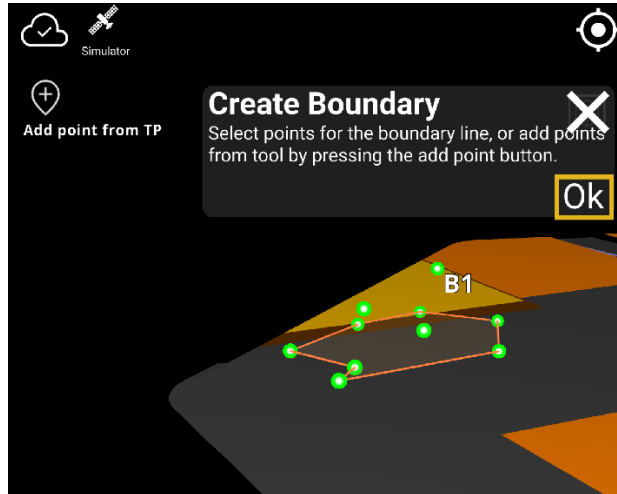 Simulator
Add point from TP
Create Boundary
Select points for the boundary line, or add points
from tool by pressing the add point button.
Ok
B1